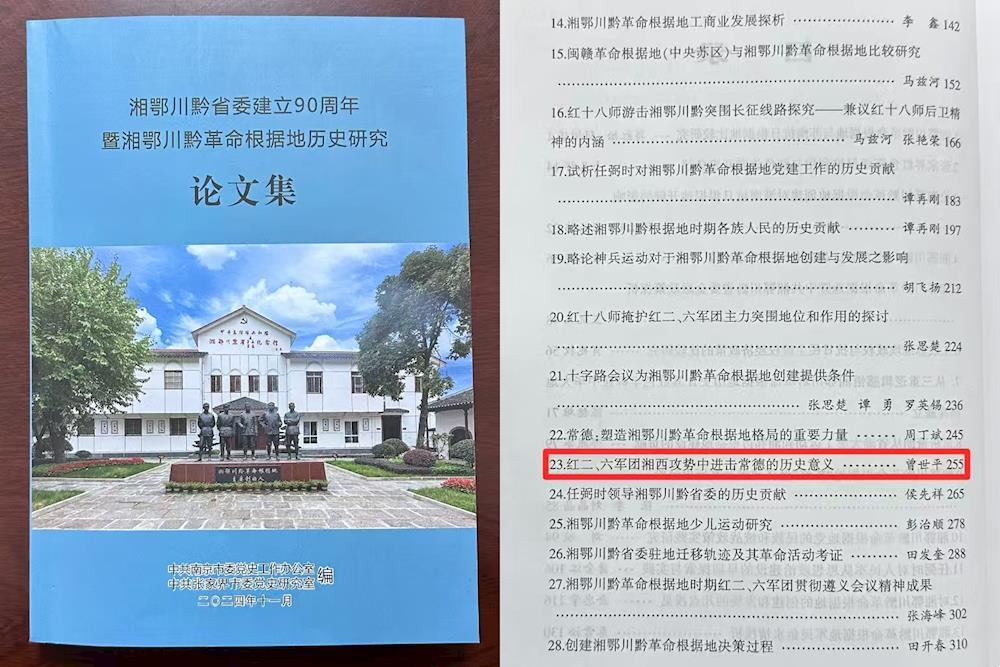 湘鄂川黔省委建立90周年
暨湘鄂川黔革命根据地历史研究
论文集
湘鄂川黔革命根据地
中共南京市委党史工作办公室
中共张家界市委党史研究室
编
二〇二四年十一月
14.湘鄂川黔革命根据地工商业发展探析 ………… 李 鑫 142
15.闽赣革命根据地(中央苏区)与湘鄂川黔革命根据地比较研究
………… 马兹河 152
16.红十八师游击湘鄂川黔突围长征线路探究——兼议红十八师后卫精
神的内涵 ………… 马兹河 张艳荣 166
17.试析任弼时对湘鄂川黔革命根据地党建工作的历史贡献
………… 谭再刚 183
18.略述湘鄂川黔根据地时期各族人民的历史贡献 ……… 谭再刚 197
19.略论神兵运动对于湘鄂川黔革命根据地创建与发展之影响
………… 胡飞扬 212
20.红十八师掩护红二、六军团主力突围地位和作用的探讨
………… 张思楚 224
21.十字路会议为湘鄂川黔革命根据地创建提供条件
………… 张思楚 谭 勇 罗英锡 236
22.常德:塑造湘鄂川黔革命根据地格局的重要力量 …… 周丁斌 245
23.红二、六军团湘西攻势中进击常德的历史意义 ……… 曾世平 255
24.任弼时领导湘鄂川黔省委的历史贡献 ………… 侯先祥 265
25.湘鄂川黔革命根据地少儿运动研究 ………… 彭治顺 278
26.湘鄂川黔省委驻地迁移轨迹及其革命活动考证 ……… 田发奎 288
27.湘鄂川黔革命根据地时期红二、六军团贯彻遵义会议精神成果
………… 张海峰 302
28.创建湘鄂川黔根据地决策过程 ………… 田开春 310